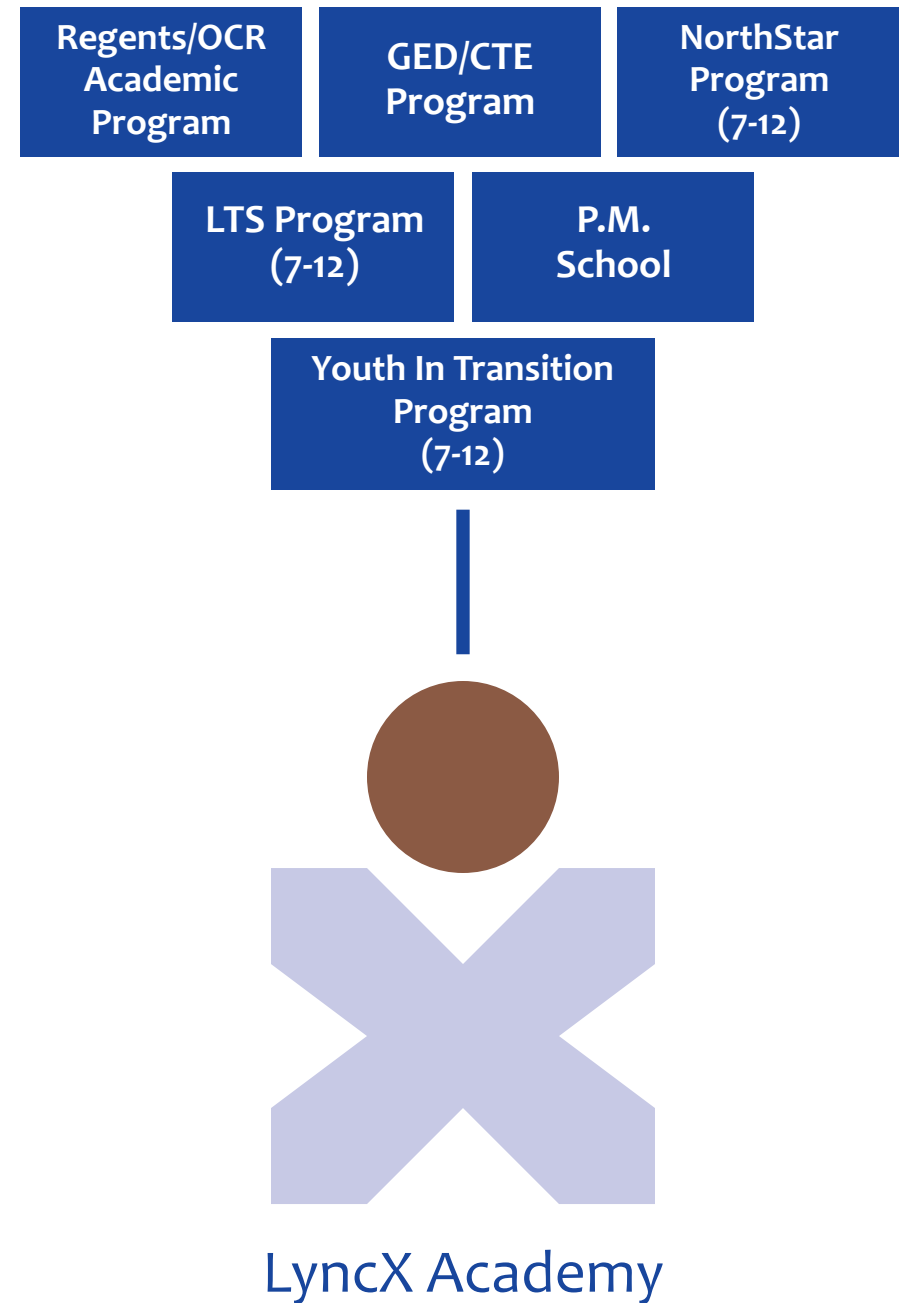 Regents/OCR
Academic
Program
GED/CTE
Program
NorthStar
Program
(7-12)
LTS Program
(7-12)
P.M.
School
Youth In Transition
Program
(7-12)
LyncX Academy